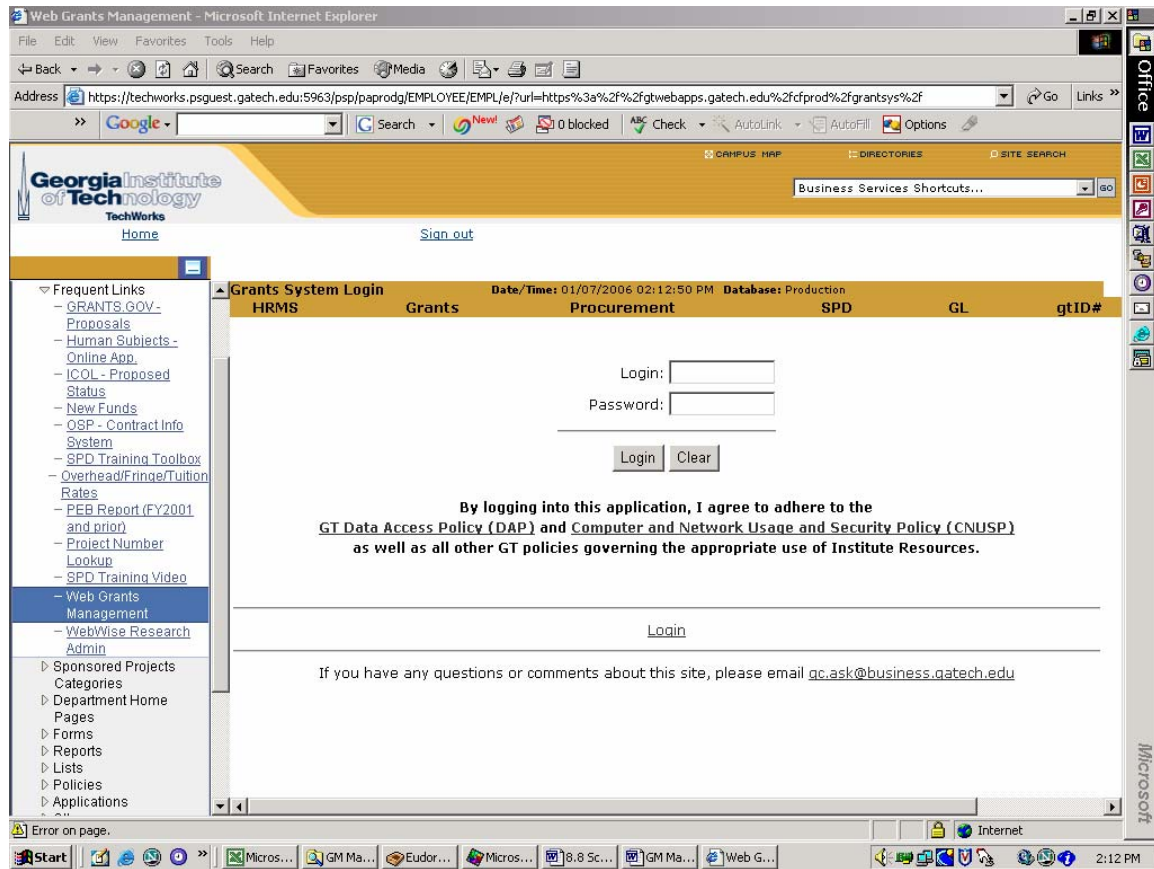 Web Grants Management - Microsoft Internet Explorer
File Edit View Favorites Tools Help
Back Search Favorites Media
Address https://techworks.psguest.gatech.edu:5963/psp/paprodg/EMPLOYEE/EMPL/e/?url=https%3a%2f%2fgtwebapps.gatech.edu%2fcfprod%2fgrantsys%2f Go Links »
» Google Search New! 0 blocked ABC Check AutoLink AutoFill Options
CAMPUS MAP DIRECTORIES SITE SEARCH
Georgia Institute
of Technology
TechWorks
Business Services Shortcuts... GO
Home Sign out
Frequent Links
– GRANTS.GOV -
Proposals
– Human Subjects -
Online App.
– ICOL - Proposed
Status
– New Funds
– OSP - Contract Info
System
– SPD Training Toolbox
– Overhead/Fringe/Tuition
Rates
– PEB Report (FY2001
and prior)
– Project Number
Lookup
– SPD Training Video
– Web Grants
Management
– WebWise Research
Admin
Sponsored Projects
Categories
Department Home
Pages
Forms
Reports
Lists
Policies
Applications
Grants System Login Date/Time: 01/07/2006 02:12:50 PM Database: Production
HRMS Grants Procurement SPD GL gtID#
Login:
Password:
Login Clear
By logging into this application, I agree to adhere to the
GT Data Access Policy (DAP) and Computer and Network Usage and Security Policy (CNUSP)
as well as all other GT policies governing the appropriate use of Institute Resources.
Login
If you have any questions or comments about this site, please email gc.ask@business.gatech.edu
Error on page. Internet
Start » Micros... GM Ma... Eudor... Micros... 8.8 Sc... GM Ma... Web G... 2:12 PM
Office
Microsoft